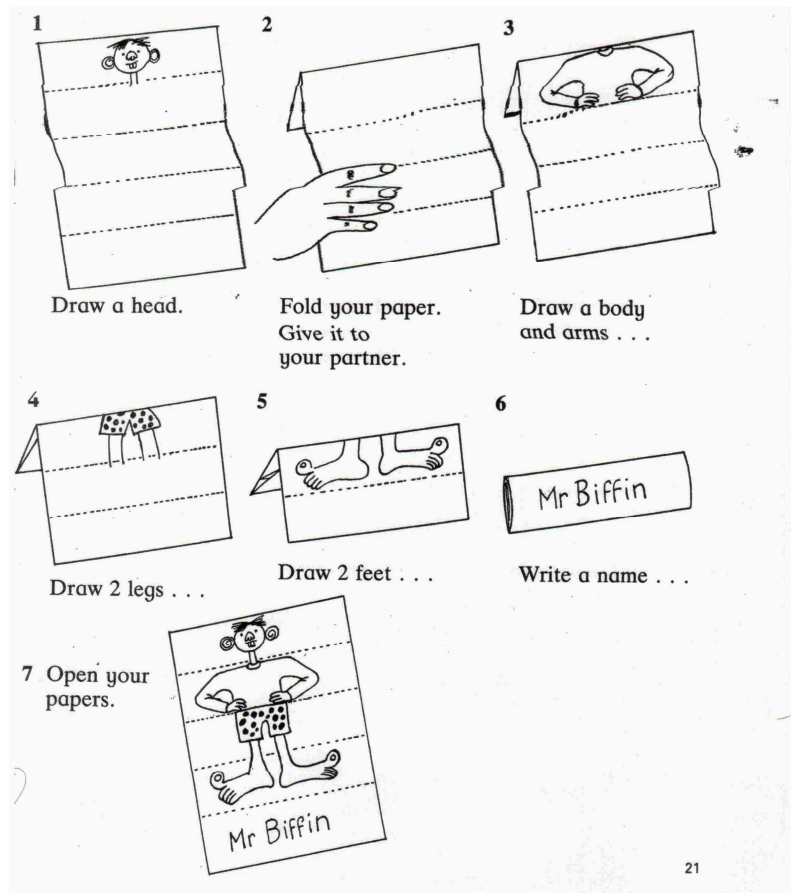 1
2
3
Draw a head.
Fold your paper.
Give it to
your partner.
Draw a body
and arms . . .
4
5
6
Mr Biffin
Draw 2 legs . . .
Draw 2 feet . . .
Write a name . . .
7 Open your
papers.
Mr Biffin
21